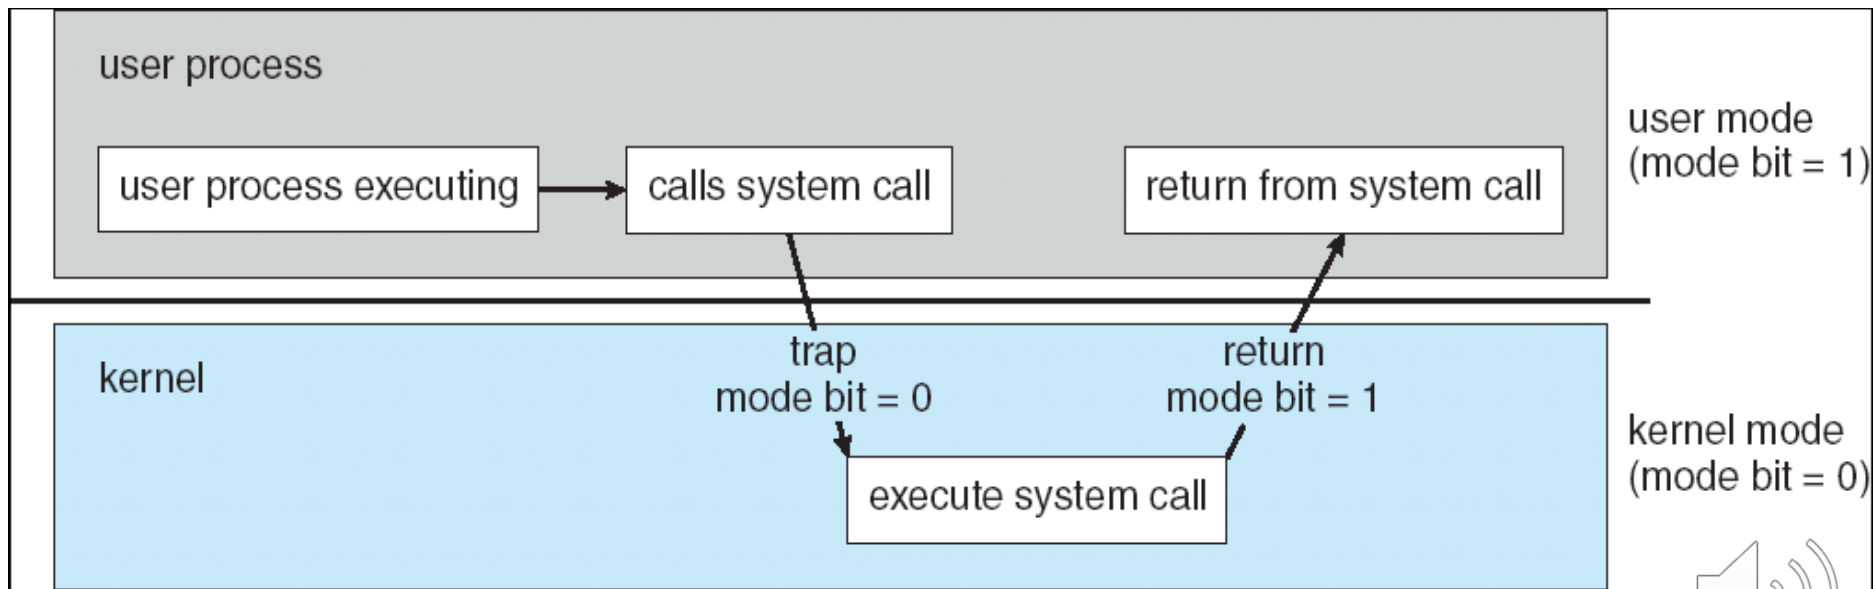 user process
user process executing
calls system call
return from system call
user mode
(mode bit = 1)
kernel
trap
mode bit = 0
return
mode bit = 1
execute system call
kernel mode
(mode bit = 0)